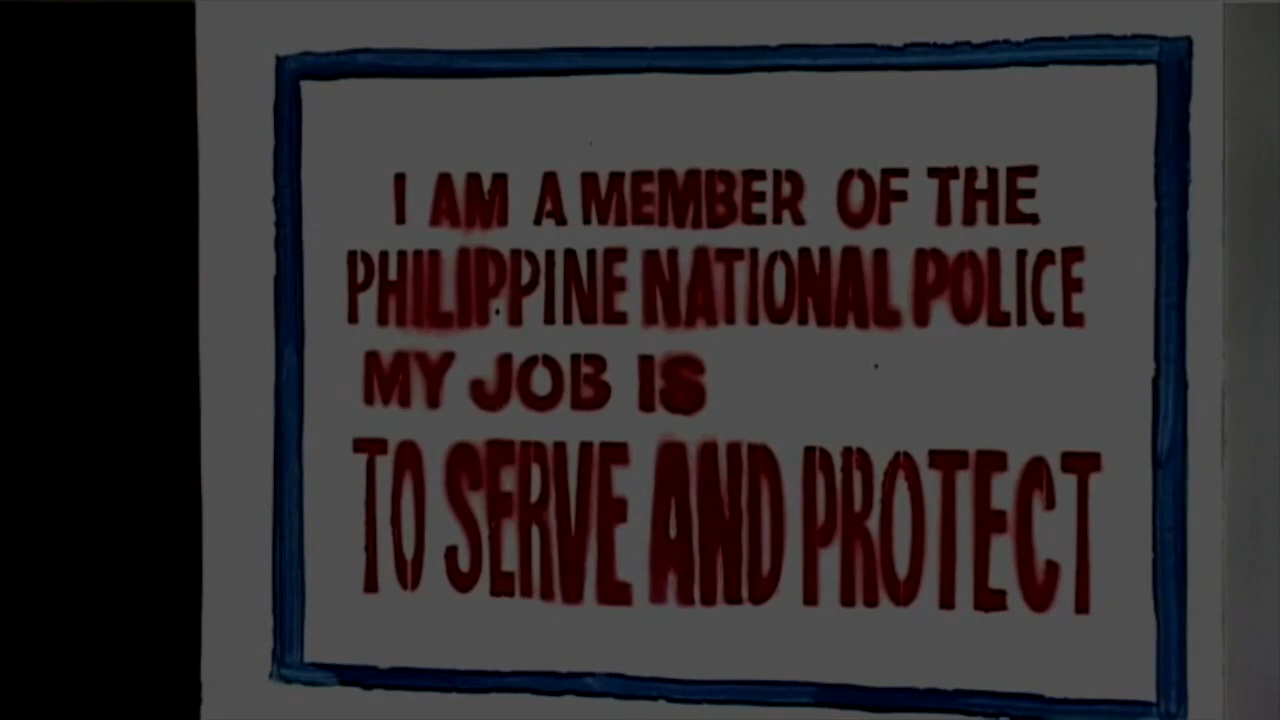 I AM A MEMBER OF THE
PHILIPPINE NATIONAL POLICE
MY JOB IS
TO SERVE AND PROTECT